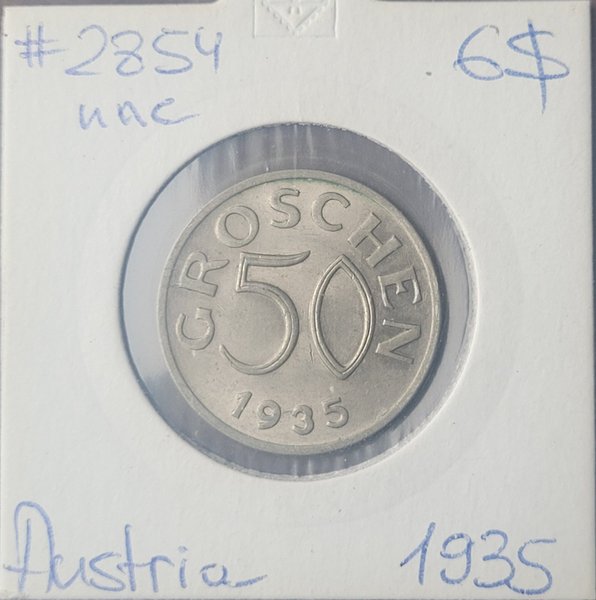 #2854 6$
unc
GROSCHEN
50
1935
Austria 1935